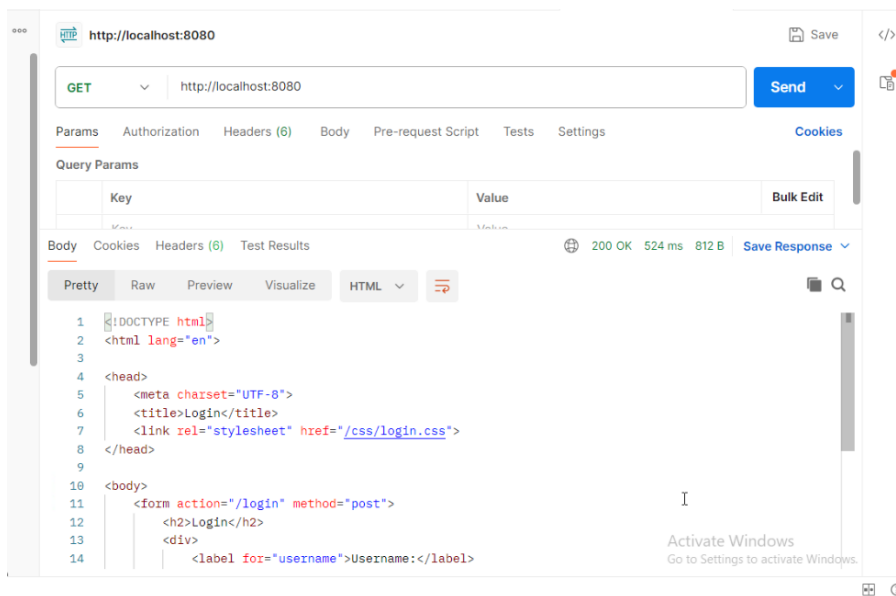 HTTP http://localhost:8080 Save
GET http://localhost:8080 Send
Params Authorization Headers (6) Body Pre-request Script Tests Settings Cookies
Query Params
Key Value Bulk Edit
Key Value
Body Cookies Headers (6) Test Results 200 OK 524 ms 812 B Save Response
Pretty Raw Preview Visualize HTML
1 <!DOCTYPE html>
2 <html lang="en">
3
4 <head>
5 <meta charset="UTF-8">
6 <title>Login</title>
7 <link rel="stylesheet" href="/css/login.css">
8 </head>
9
10 <body>
11 <form action="/login" method="post">
12 <h2>Login</h2>
13 <div>
14 <label for="username">Username:</label>
Activate Windows
Go to Settings to activate Windows.